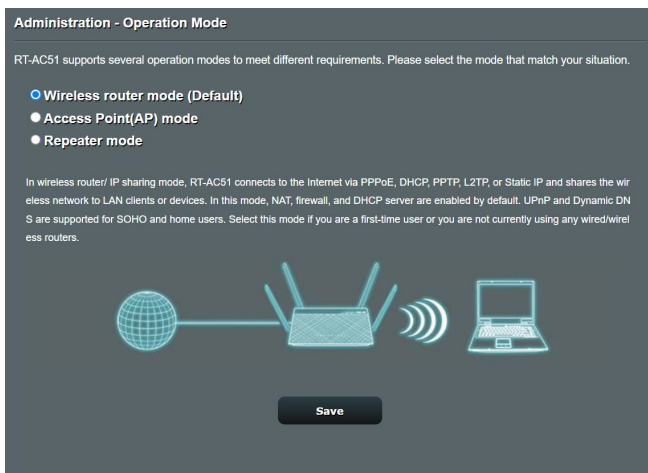 Administration - Operation Mode
RT-AC51 supports several operation modes to meet different requirements. Please select the mode that match your situation.
Wireless router mode (Default)
Access Point(AP) mode
Repeater mode
In wireless router/ IP sharing mode, RT-AC51 connects to the Internet via PPPoE, DHCP, PPTP, L2TP, or Static IP and shares the wir
eless network to LAN clients or devices. In this mode, NAT, firewall, and DHCP server are enabled by default. UPnP and Dynamic DN
S are supported for SOHO and home users. Select this mode if you are a first-time user or you are not currently using any wired/wirel
ess routers.
Save